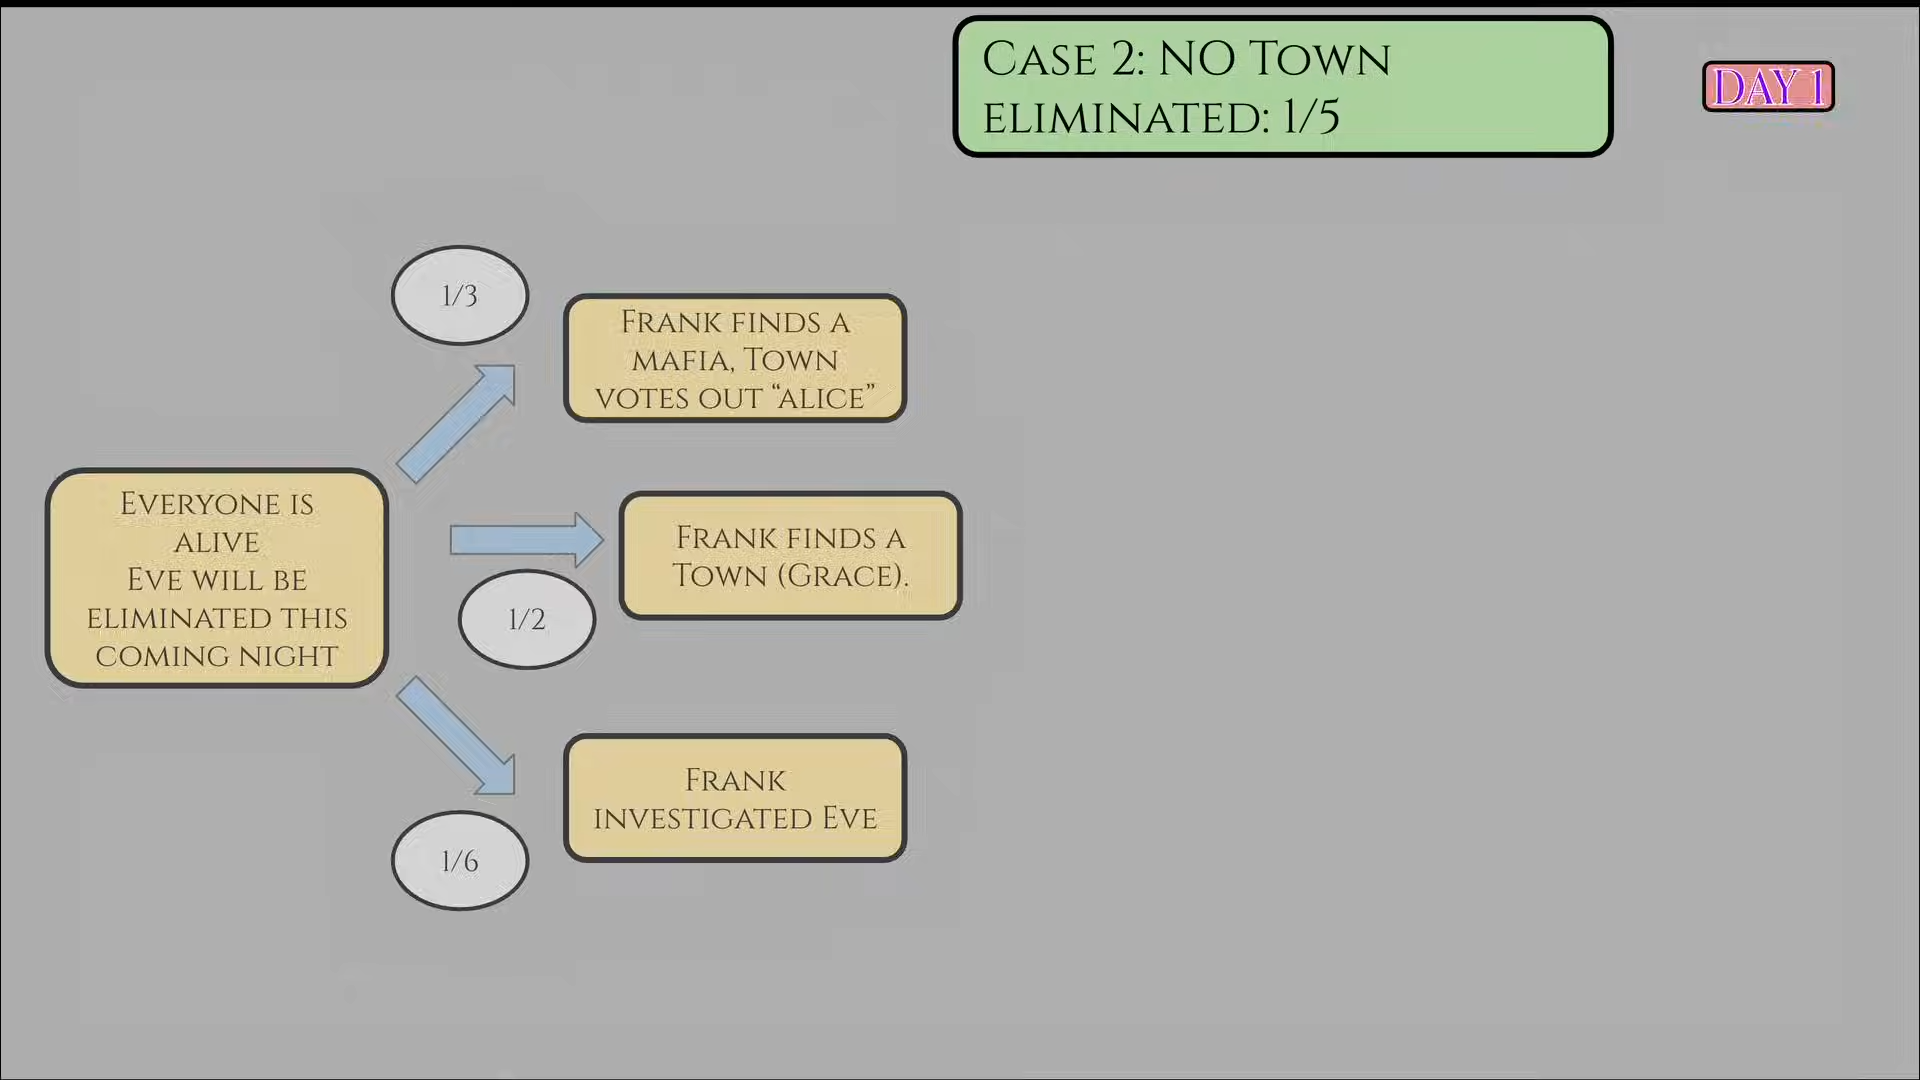 Case 2: NO Town
eliminated: 1/5
DAY 1
1/3
Frank finds a
mafia, Town
votes out “alice”
Everyone is
alive
Eve will be
eliminated this
coming night
Frank finds a
Town (Grace).
1/2
Frank
investigated Eve
1/6